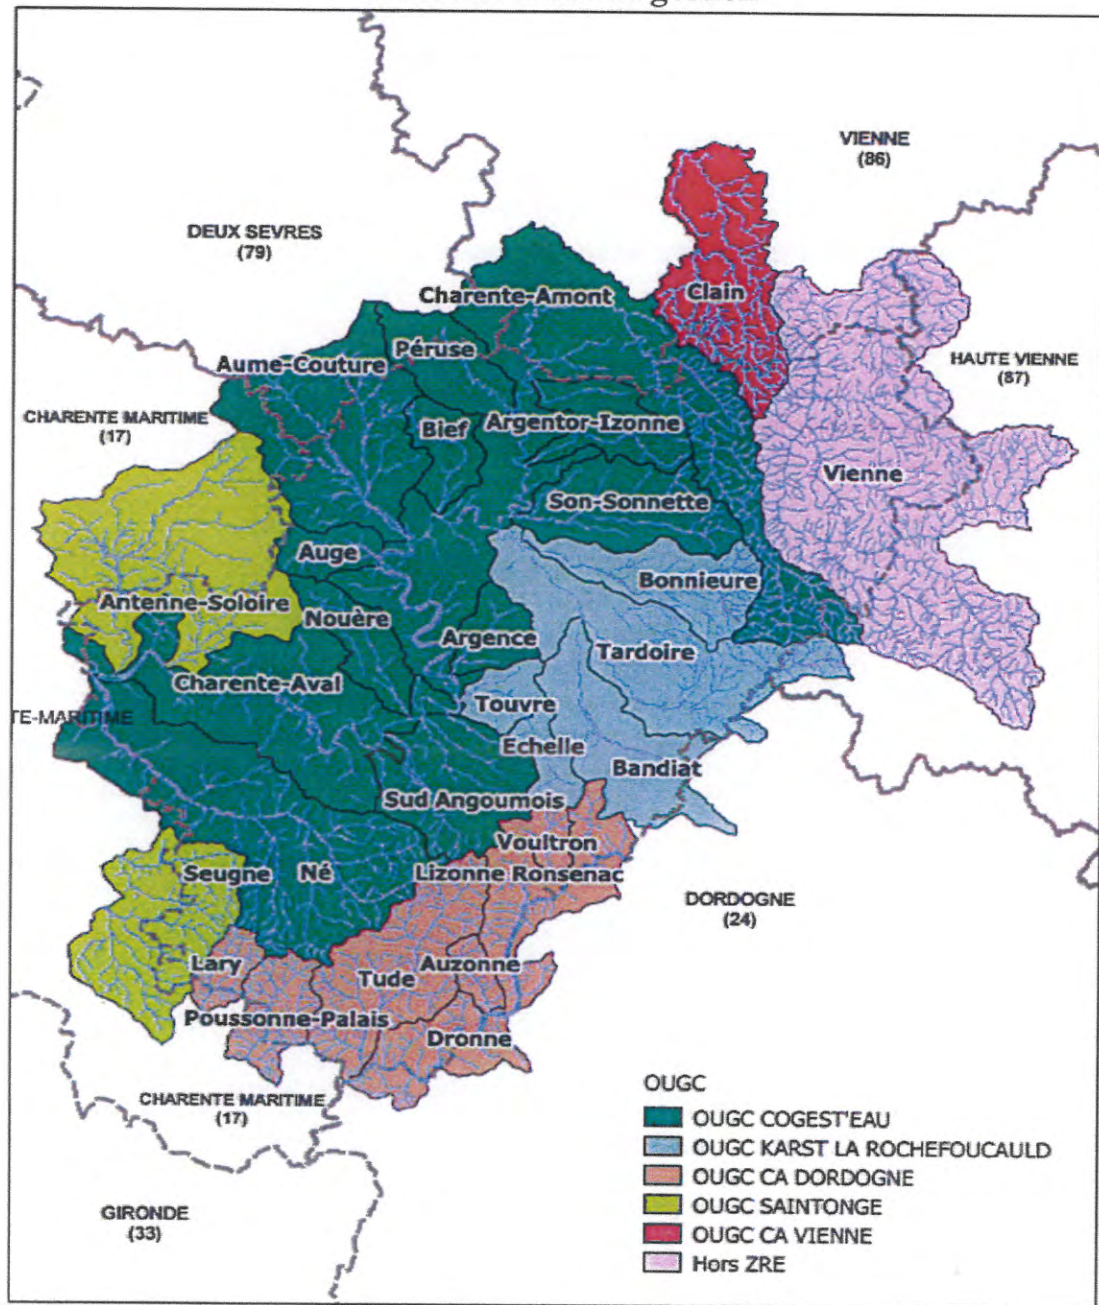 VIENNE
(86)
DEUX SEVRES
(79)
Charente-Amont
Clain
Péruse
Aume-Couture
HAUTE VIENNE
(87)
CHARENTE MARITIME
(17)
Bief
Argentor-Izonne
Vienne
Son-Sonnette
Auge
Bonnieure
Antenne-Soloire
Nouère
Argence
Tardoire
Charente-Aval
Touvre
TE-MARITIME
Echelle
Bandiat
Sud Angoumois
Voultron
Seugne
Né
Lizonne Ronsenac
DORDOGNE
(24)
Lary
Tude
Auzonne
Poussonne-Palais
Dronne
CHARENTE MARITIME
(17)
GIRONDE
(33)
OUGC
OUGC COGEST'EAU
OUGC KARST LA ROCHEFOUCAULD
OUGC CA DORDOGNE
OUGC SAINTONGE
OUGC CA VIENNE
Hors ZRE